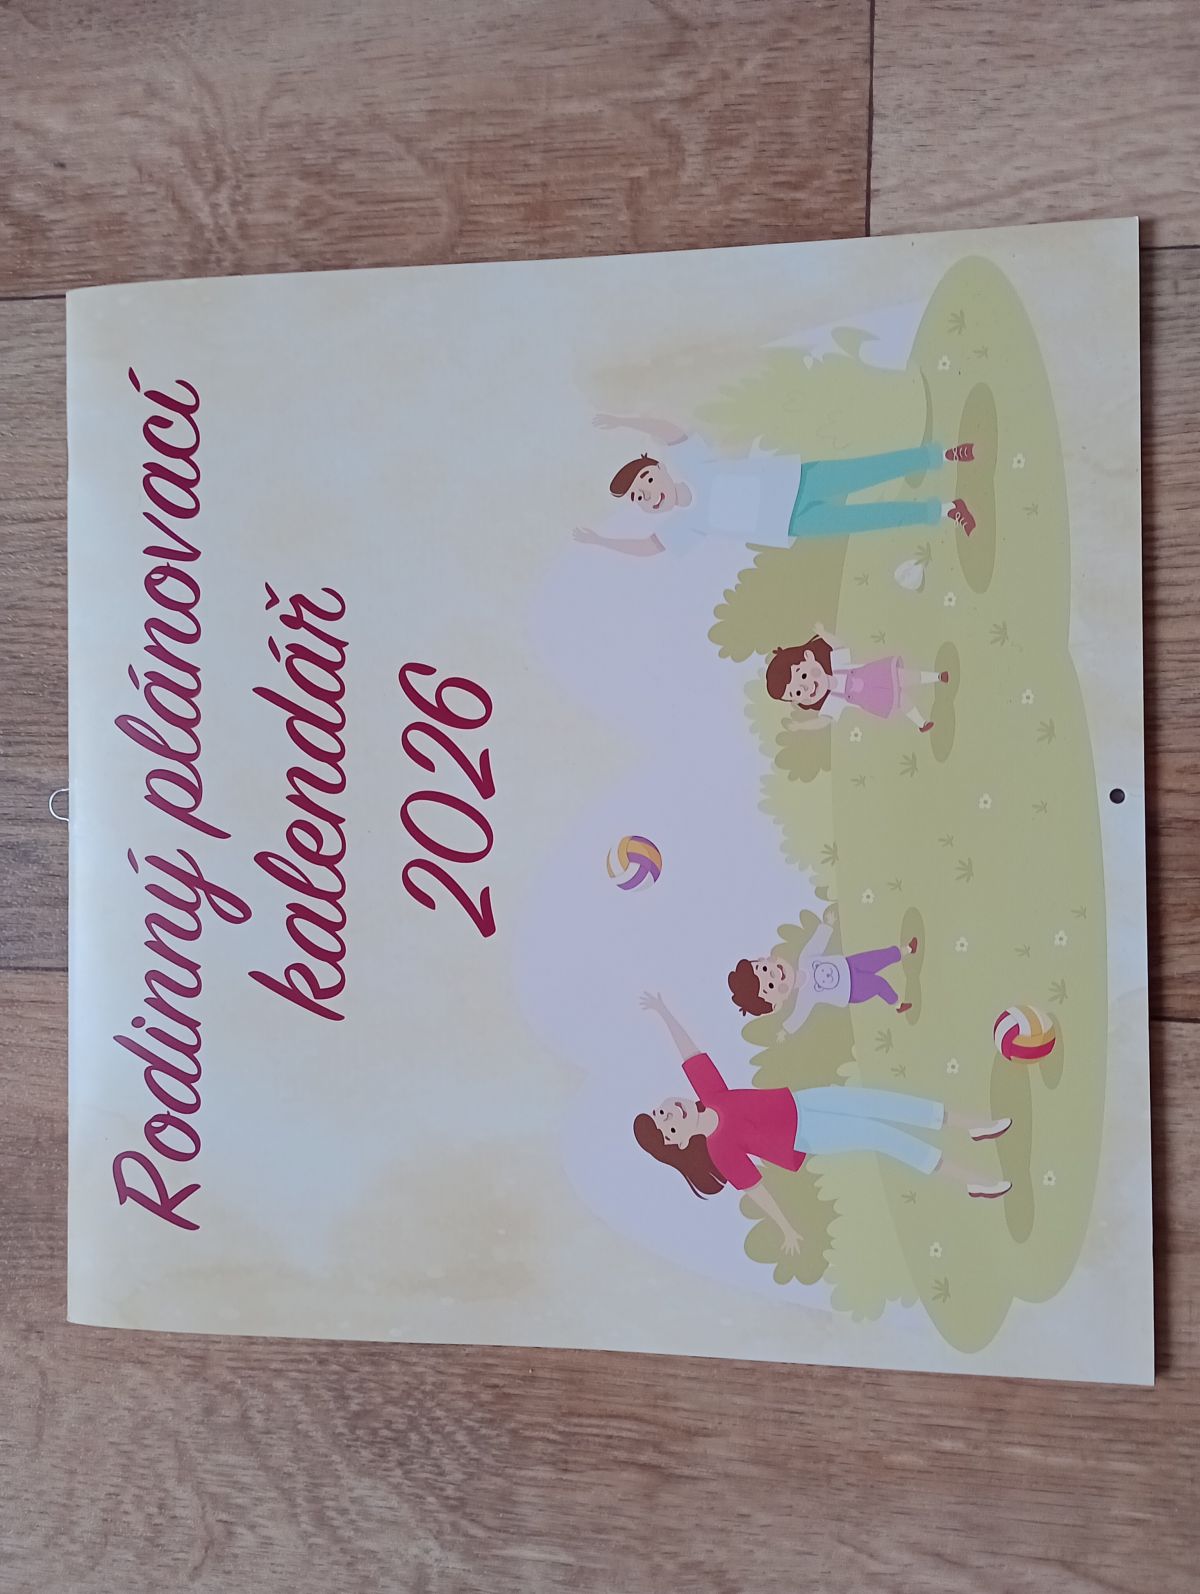 Rodinný plánovací
kalendář
2026